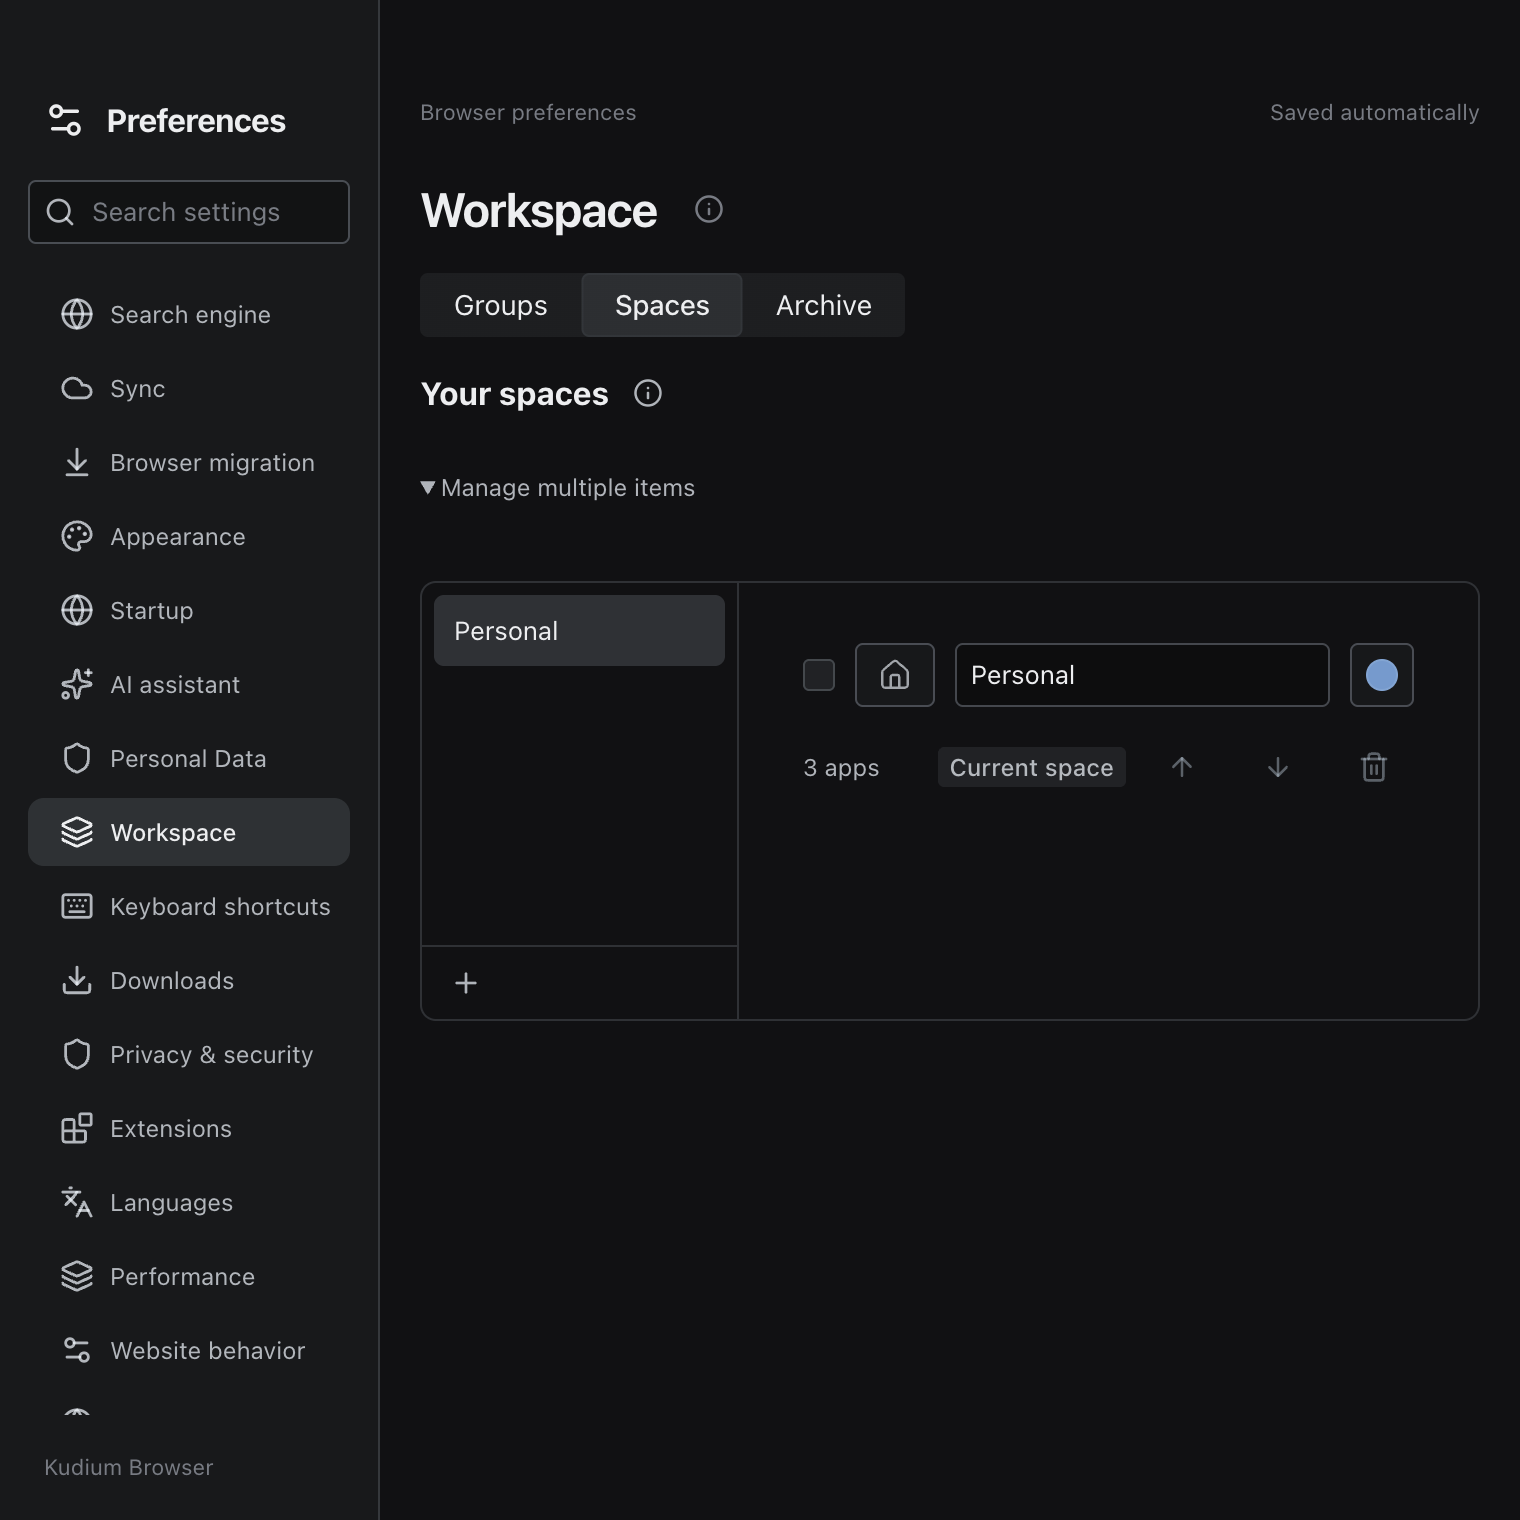 Preferences
Search settings
Search engine
Sync
Browser migration
Appearance
Startup
AI assistant
Personal Data
Workspace
Keyboard shortcuts
Downloads
Privacy & security
Extensions
Languages
Performance
Website behavior
Kudium Browser
Browser preferences
Saved automatically
Workspace
Groups
Spaces
Archive
Your spaces
Manage multiple items
Personal
Personal
3 apps
Current space